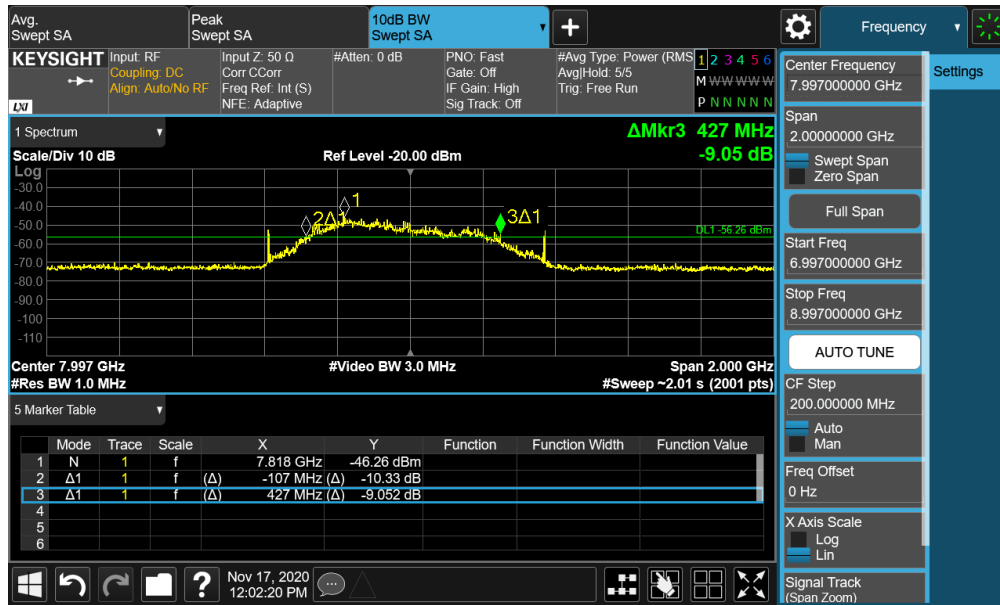 Avg.
Swept SA
Peak
Swept SA
10dB BW
Swept SA
Frequency
KEYSIGHT
LXI
Input: RF
Coupling: DC
Align: Auto/No RF
Input Z: 50 Ω
Corr CCorr
Freq Ref: Int (S)
NFE: Adaptive
#Atten: 0 dB
PNO: Fast
Gate: Off
IF Gain: High
Sig Track: Off
#Avg Type: Power (RMS
Avg|Hold: 5/5
Trig: Free Run
1 2 3 4 5 6
M W W W W W
P N N N N N
1 Spectrum
ΔMkr3 427 MHz
-9.05 dB
Scale/Div 10 dB
Ref Level -20.00 dBm
Log
-30.0
-40.0
-50.0
-60.0
-70.0
-80.0
-90.0
-100
-110
1
2Δ1
3Δ1
DL1 -56.26 dBm
Center 7.997 GHz
#Video BW 3.0 MHz
Span 2.000 GHz
#Res BW 1.0 MHz
#Sweep ~2.01 s (2001 pts)
5 Marker Table
Mode Trace Scale X Y Function Function Width Function Value
1 N 1 f 7.818 GHz -46.26 dBm
2 Δ1 1 f (Δ) -107 MHz (Δ) -10.33 dB
3 Δ1 1 f (Δ) 427 MHz (Δ) -9.052 dB
4
5
6
?
Nov 17, 2020
12:02:20 PM
Center Frequency
7.997000000 GHz
Settings
Span
2.00000000 GHz
Swept Span
Zero Span
Full Span
Start Freq
6.997000000 GHz
Stop Freq
8.997000000 GHz
AUTO TUNE
CF Step
200.000000 MHz
Auto
Man
Freq Offset
0 Hz
X Axis Scale
Log
Lin
Signal Track
(Span Zoom)